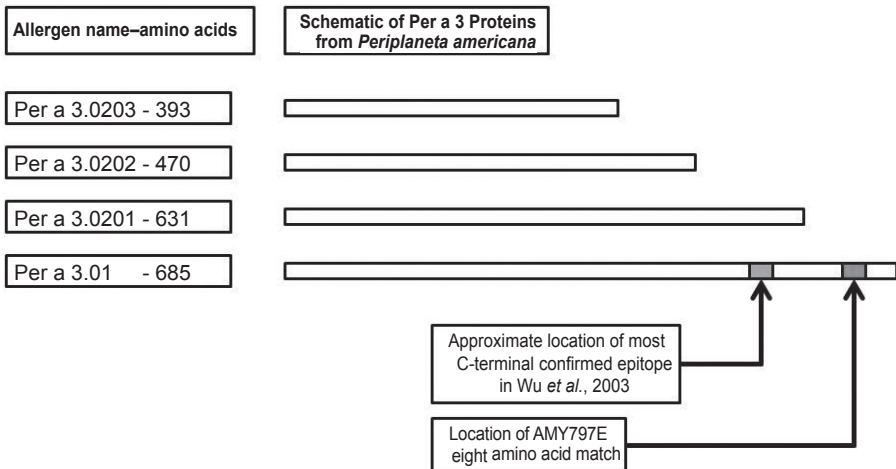 Allergen name–amino acids
Schematic of Per a 3 Proteins
from Periplaneta americana
Per a 3.0203 - 393
Per a 3.0202 - 470
Per a 3.0201 - 631
Per a 3.01 - 685
Approximate location of most
C-terminal confirmed epitope
in Wu et al., 2003
Location of AMY797E
eight amino acid match